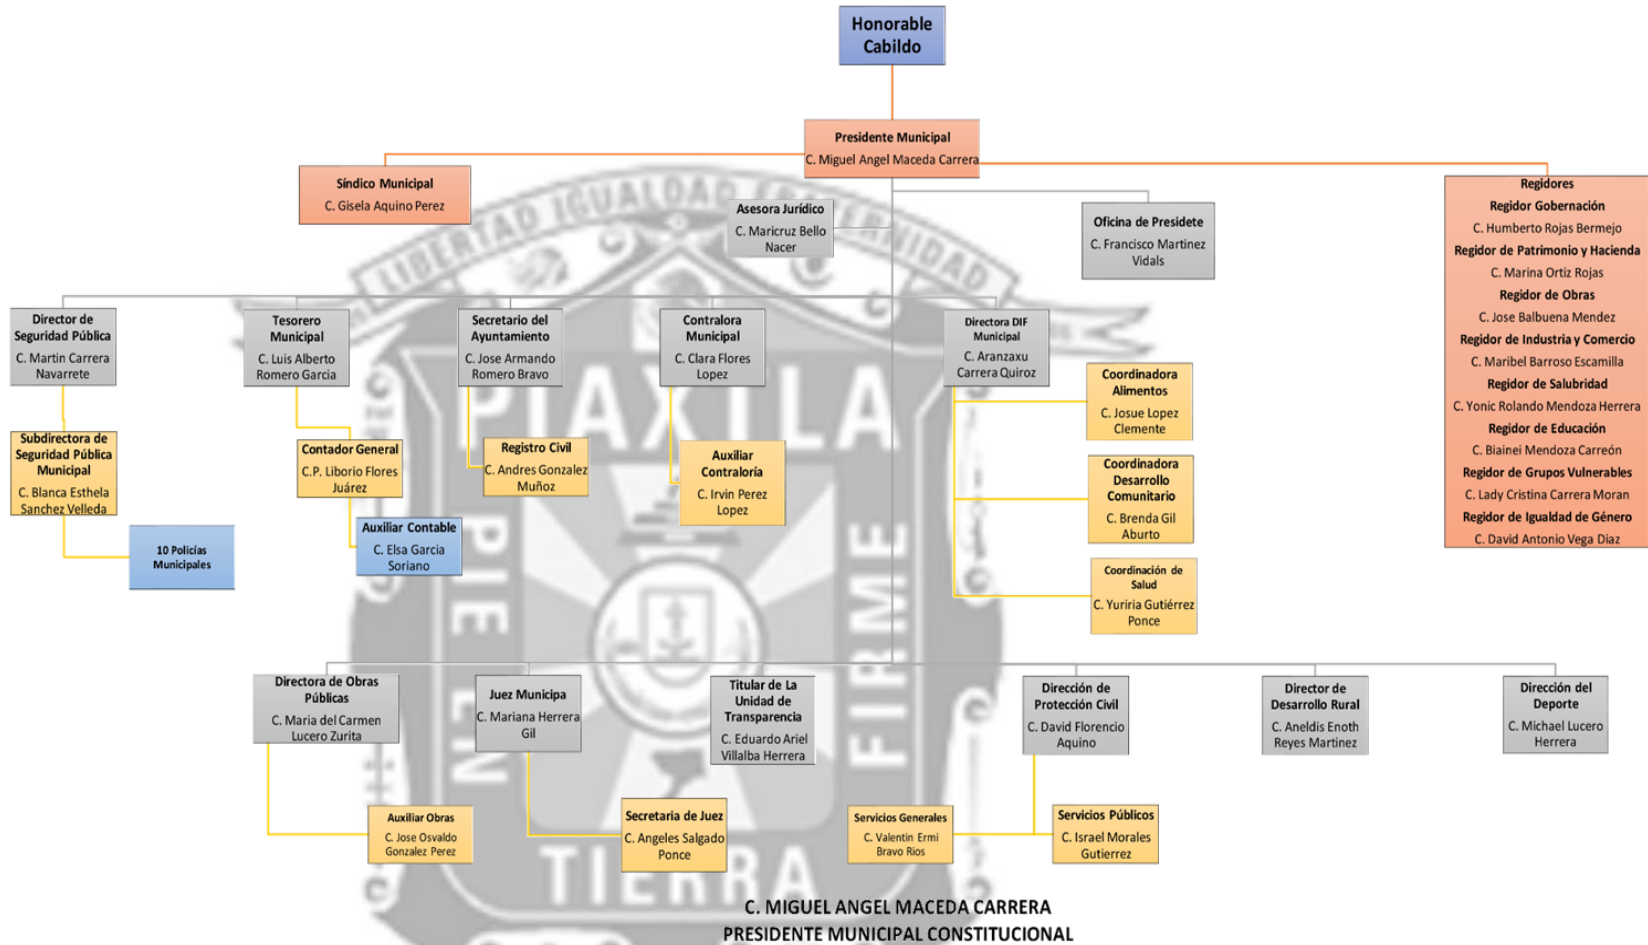 Honorable
Cabildo
Presidente Municipal
C. Miguel Angel Maceda Carrera
Síndico Municipal
C. Gisela Aquino Perez
Asesora Jurídico
C. Maricruz Bello
Nacer
Oficina de Presidete
C. Francisco Martinez
Vidals
Regidores
Regidor Gobernación
C. Humberto Rojas Bermejo
Regidor de Patrimonio y Hacienda
C. Marina Ortiz Rojas
Regidor de Obras
C. Jose Balbuena Mendez
Regidor de Industria y Comercio
C. Maribel Barroso Escamilla
Regidor de Salubridad
C. Yonic Rolando Mendoza Herrera
Regidor de Educación
C. Biainei Mendoza Carreón
Regidor de Grupos Vulnerables
C. Lady Cristina Carrera Moran
Regidor de Igualdad de Género
C. David Antonio Vega Diaz
LIBERTAD IGUALDAD FRATERNIDAD
Director de
Seguridad Pública
C. Martin Carrera
Navarrete
Tesorero
Municipal
C. Luis Alberto
Romero Garcia
Secretario del
Ayuntamiento
C. Jose Armando
Romero Bravo
Contralora
Municipal
C. Clara Flores
Lopez
Directora DIF
Municipal
C. Aranzaxu
Carrera Quiroz
Subdirectora de
Seguridad Pública
Municipal
C. Blanca Esthela
Sanchez Velleda
10 Policías
Municipales
Contador General
C.P. Liborio Flores
Juárez
Auxiliar Contable
C. Elsa Garcia
Soriano
Registro Civil
C. Andres Gonzalez
Muñoz
Auxiliar
Contraloría
C. Irvin Perez
Lopez
Coordinadora
Alimentos
C. Josue Lopez
Clemente
Coordinadora
Desarrollo
Comunitario
C. Brenda Gil
Aburto
Coordinación de
Salud
C. Yuriria Gutiérrez
Ponce
PIAXTLA
PIE
EN
TIERRA
FIRME
Directora de Obras
Públicas
C. Maria del Carmen
Lucero Zurita
Juez Municipa
C. Mariana Herrera
Gil
Titular de La
Unidad de
Transparencia
C. Eduardo Ariel
Villalba Herrera
Dirección de
Protección Civil
C. David Florencio
Aquino
Director de
Desarrollo Rural
C. Aneldis Enoth
Reyes Martinez
Dirección del
Deporte
C. Michael Lucero
Herrera
Auxiliar Obras
C. Jose Osvaldo
Gonzalez Perez
Secretaria de Juez
C. Angeles Salgado
Ponce
Servicios Generales
C. Valentin Ermi
Bravo Rios
Servicios Públicos
C. Israel Morales
Gutierrez
C. MIGUEL ANGEL MACEDA CARRERA
PRESIDENTE MUNICIPAL CONSTITUCIONAL